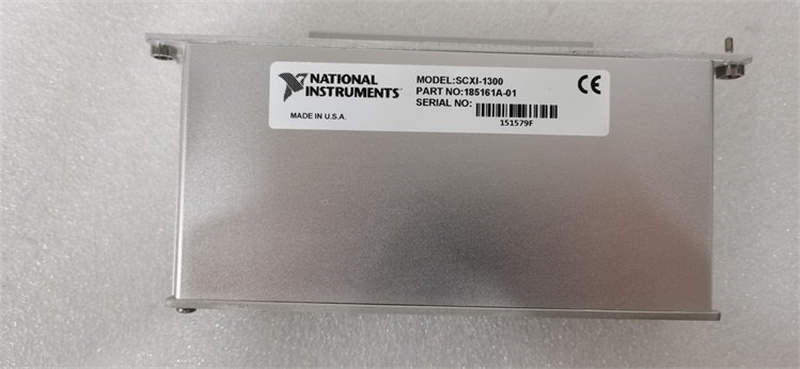 NATIONAL
INSTRUMENTS
MADE IN U.S.A.
MODEL:SCXI-1300
PART NO:185161A-01
SERIAL NO:
151579F
CE